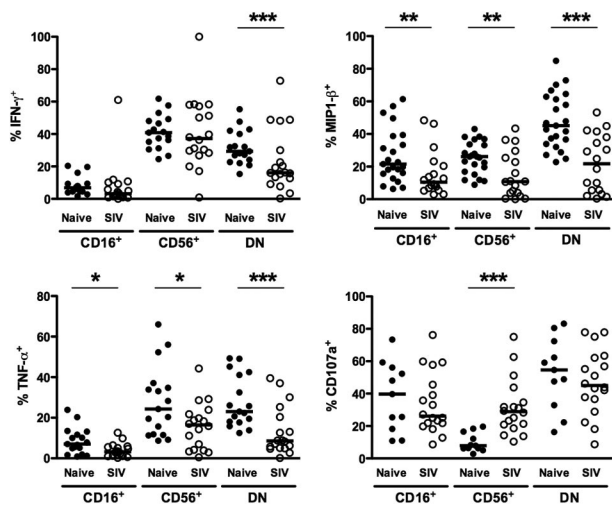 ***
100
80
60
40
20
0
% IFN-γ+
Naive SIV Naive SIV Naive SIV
CD16+ CD56+ DN
** ** ***
100
80
60
40
20
0
% MIP1-β+
Naive SIV Naive SIV Naive SIV
CD16+ CD56+ DN
* * ***
80
60
40
20
0
% TNF-α+
Naive SIV Naive SIV Naive SIV
CD16+ CD56+ DN
***
100
80
60
40
20
0
% CD107a+
Naive SIV Naive SIV Naive SIV
CD16+ CD56+ DN